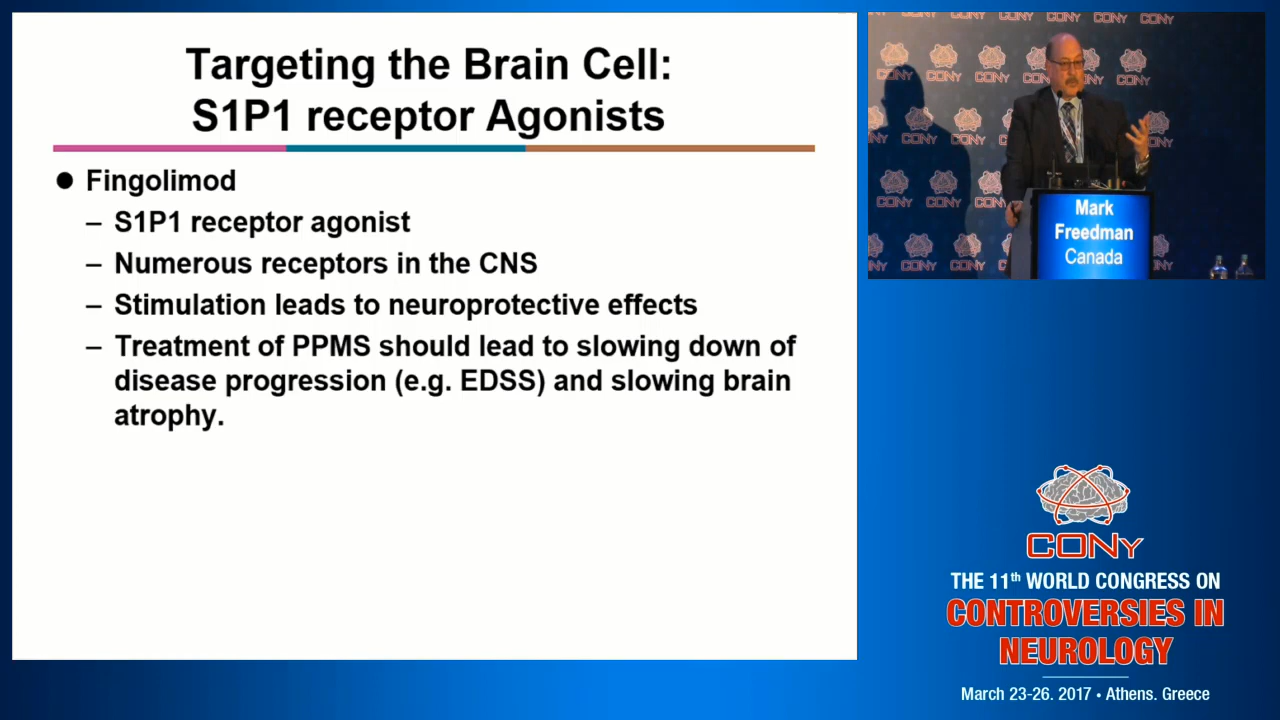 Targeting the Brain Cell:
S1P1 receptor Agonists
● Fingolimod
– S1P1 receptor agonist
– Numerous receptors in the CNS
– Stimulation leads to neuroprotective effects
– Treatment of PPMS should lead to slowing down of
disease progression (e.g. EDSS) and slowing brain
atrophy.
CONy
Mark
Freedman
Canada
CONy
THE 11th WORLD CONGRESS ON
CONTROVERSIES IN
NEUROLOGY
March 23-26. 2017 • Athens. Greece